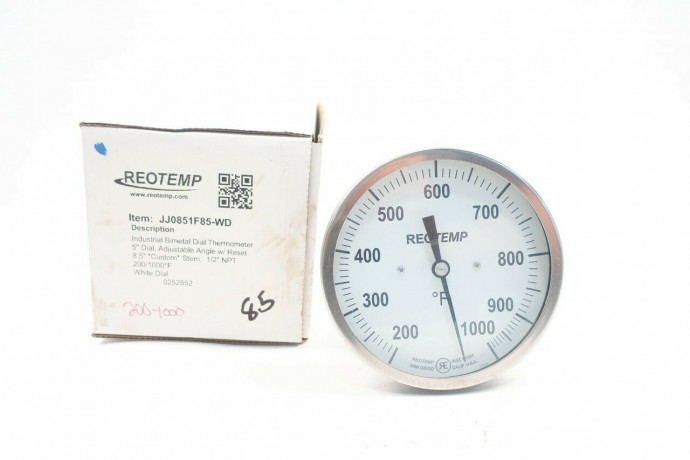 REOTEMP
www.reotemp.com
Item: JJ0851F85-WD
Description
Industrial Bimetal Dial Thermometer
5" Dial, Adjustable Angle w/ Reset
8.5" "Custom" Stem, 1/2" NPT
200/1000°F
White Dial
0252852
200-1000
85
600
500 700
REOTEMP
400 800
°F
300 900
200 1000
RE